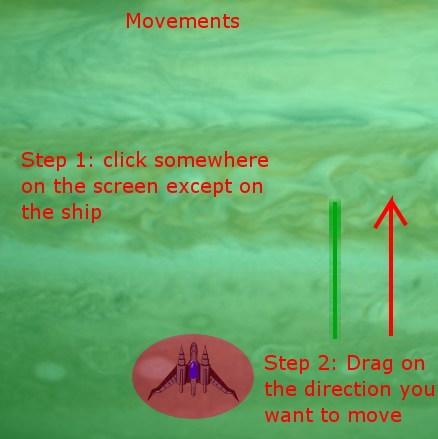 Movements
Step 1: click somewhere
on the screen except on
the ship
Step 2: Drag on
the direction you
want to move